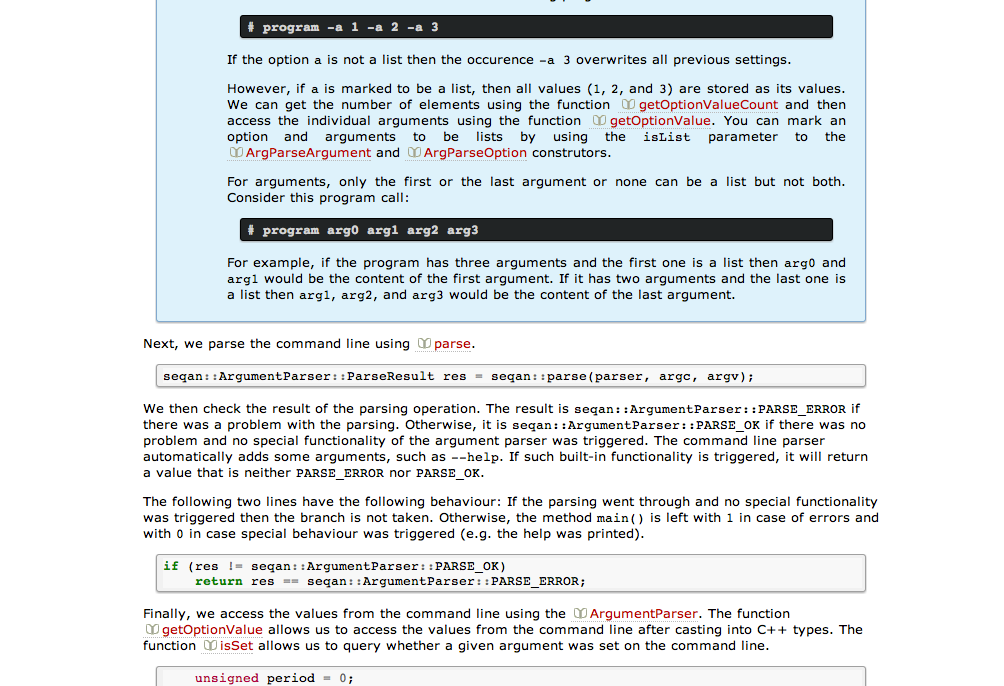 # program -a 1 -a 2 -a 3
If the option a is not a list then the occurence -a 3 overwrites all previous settings.
However, if a is marked to be a list, then all values (1, 2, and 3) are stored as its values.
We can get the number of elements using the function getOptionValueCount and then
access the individual arguments using the function getOptionValue. You can mark an
option and arguments to be lists by using the isList parameter to the
ArgParseArgument and ArgParseOption construtors.
For arguments, only the first or the last argument or none can be a list but not both.
Consider this program call:
# program arg0 arg1 arg2 arg3
For example, if the program has three arguments and the first one is a list then arg0 and
arg1 would be the content of the first argument. If it has two arguments and the last one is
a list then arg1, arg2, and arg3 would be the content of the last argument.
Next, we parse the command line using parse.
seqan::ArgumentParser::ParseResult res = seqan::parse(parser, argc, argv);
We then check the result of the parsing operation. The result is seqan::ArgumentParser::PARSE_ERROR if
there was a problem with the parsing. Otherwise, it is seqan::ArgumentParser::PARSE_OK if there was no
problem and no special functionality of the argument parser was triggered. The command line parser
automatically adds some arguments, such as --help. If such built-in functionality is triggered, it will return
a value that is neither PARSE_ERROR nor PARSE_OK.
The following two lines have the following behaviour: If the parsing went through and no special functionality
was triggered then the branch is not taken. Otherwise, the method main() is left with 1 in case of errors and
with 0 in case special behaviour was triggered (e.g. the help was printed).
if (res != seqan::ArgumentParser::PARSE_OK)
return res == seqan::ArgumentParser::PARSE_ERROR;
Finally, we access the values from the command line using the ArgumentParser. The function
getOptionValue allows us to access the values from the command line after casting into C++ types. The
function isSet allows us to query whether a given argument was set on the command line.
unsigned period = 0;